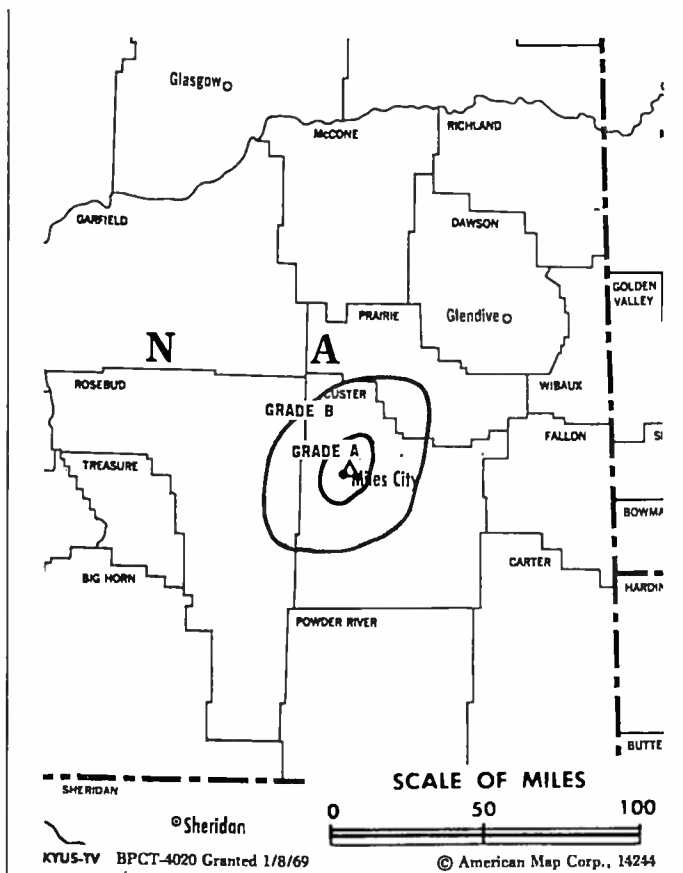 Glasgow
McCONE
RICHLAND
GARFIELD
DAWSON
GOLDEN
VALLEY
PRAIRIE
Glendive
N A
ROSEBUD
CUSTER
WIBAUX
GRADE B
FALLON
GRADE A
TREASURE
Miles City
BOWMA
CARTER
BIG HORN
HARDIN
POWDER RIVER
BUTTE
SCALE OF MILES
SHERIDAN
0 50 100
Sheridan
KYUS-TV BPCT-4020 Granted 1/8/69
© American Map Corp., 14244